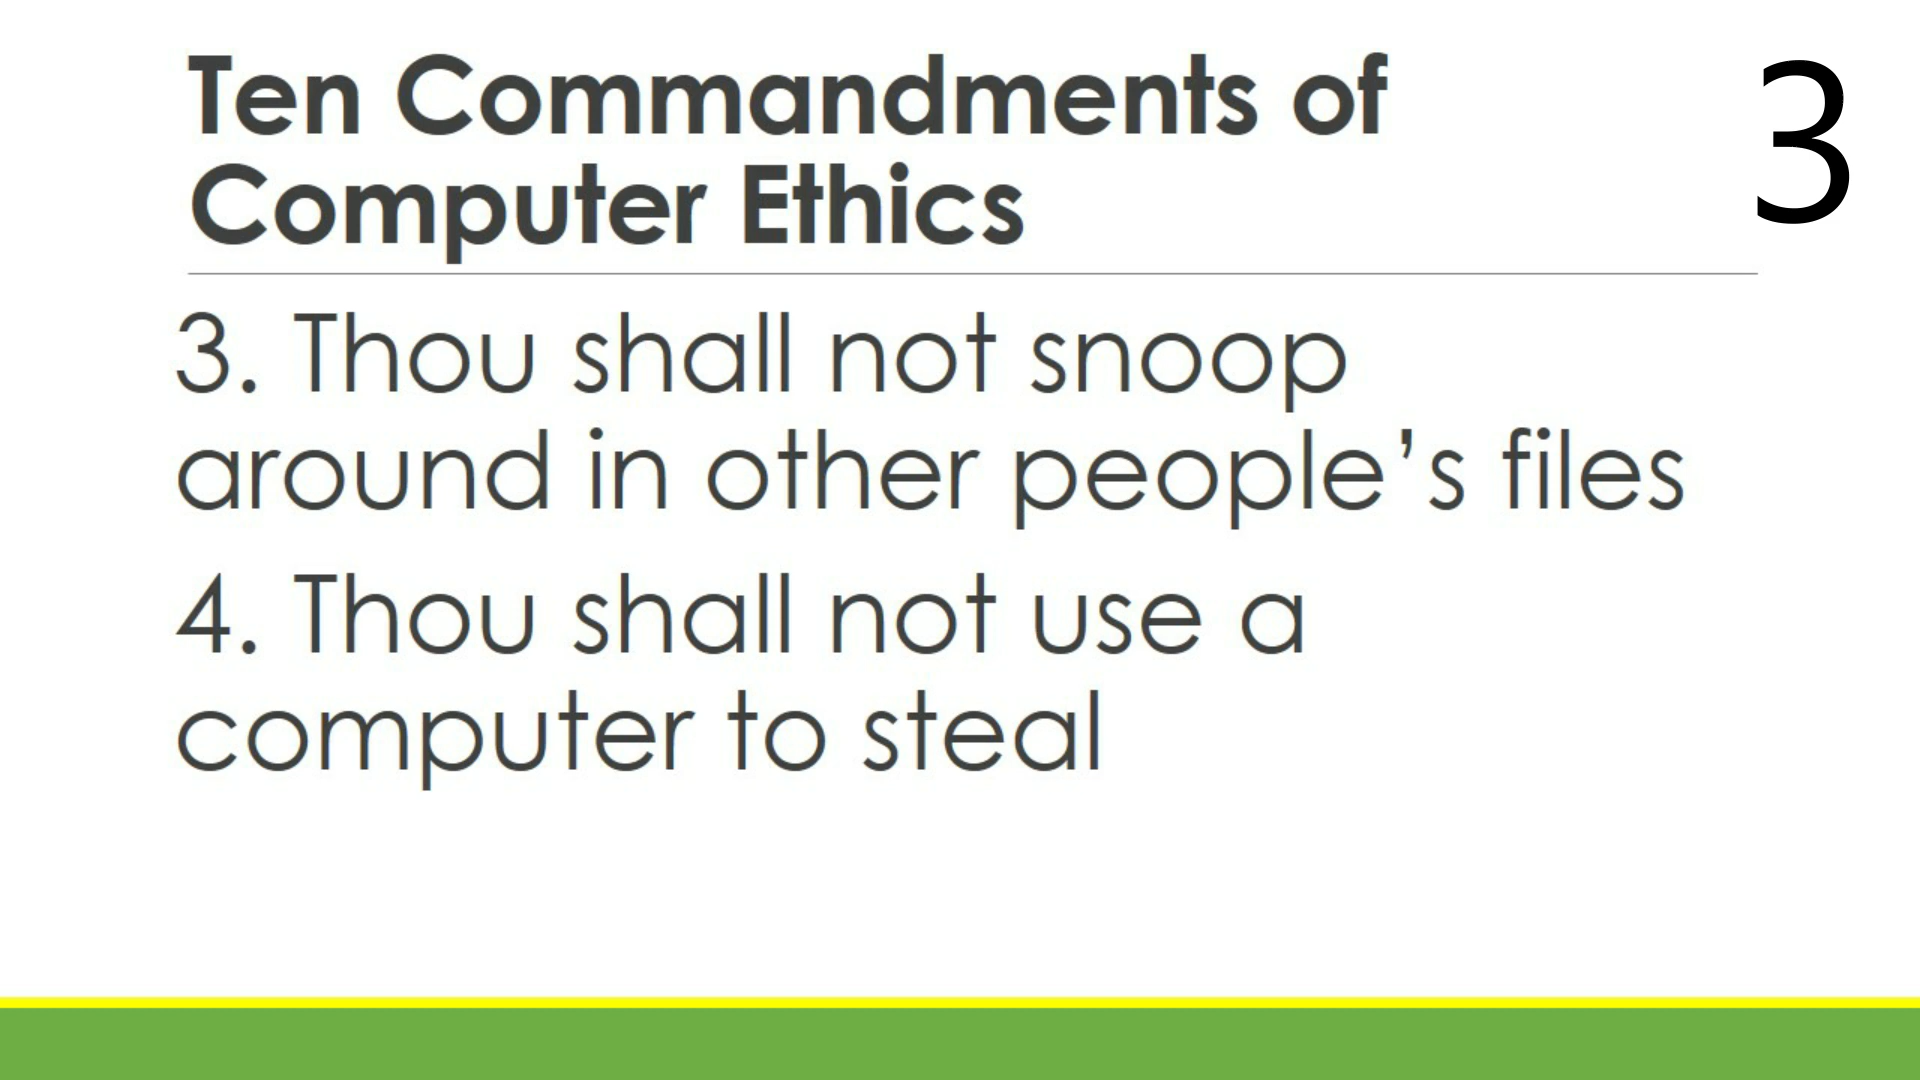 Ten Commandments of
Computer Ethics
3
3. Thou shall not snoop
around in other people’s files
4. Thou shall not use a
computer to steal